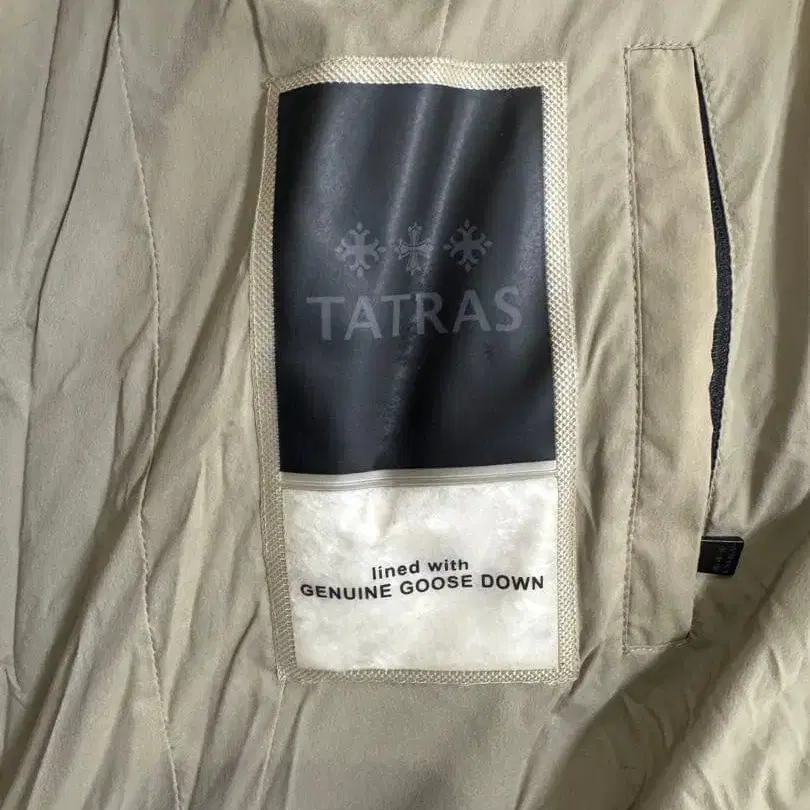 TATRAS
lined with
GENUINE GOOSE DOWN